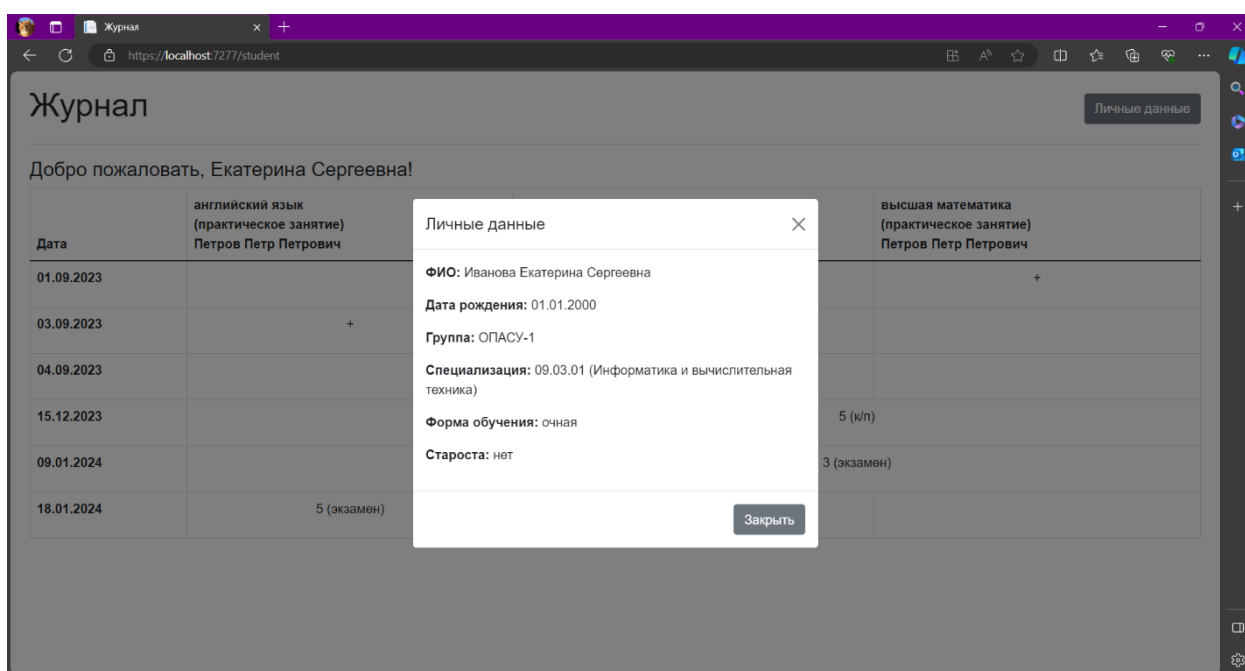 Журнал
https://localhost:7277/student
Журнал
Личные данные
Добро пожаловать, Екатерина Сергеевна!
Дата
английский язык
(практическое занятие)
Петров Петр Петрович
высшая математика
(практическое занятие)
Петров Петр Петрович
01.09.2023 +
03.09.2023 +
04.09.2023
15.12.2023 5 (к/п)
09.01.2024 3 (экзамен)
18.01.2024 5 (экзамен)
Личные данные
ФИО: Иванова Екатерина Сергеевна
Дата рождения: 01.01.2000
Группа: ОПАСУ-1
Специализация: 09.03.01 (Информатика и вычислительная
техника)
Форма обучения: очная
Староста: нет
Закрыть